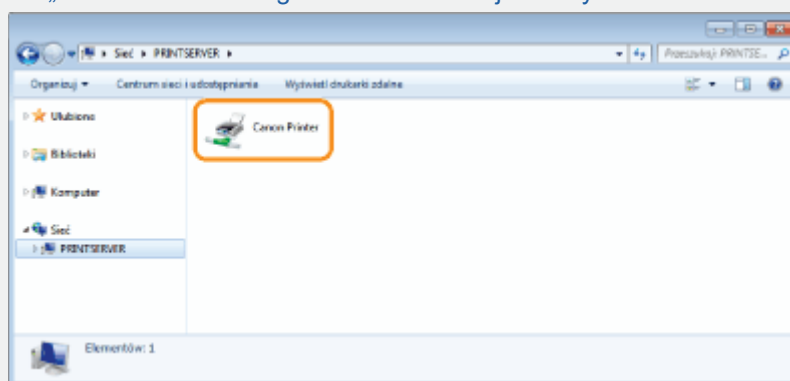 Sieć ▸ PRINTSERVER ▸
Przeszukaj: PRINTSE...
Organizuj Centrum sieci i udostępniania Wyświetl drukarki zdalne
Ulubione
Canon Printer
Biblioteki
Komputer
Sieć
PRINTSERVER
Elementów: 1